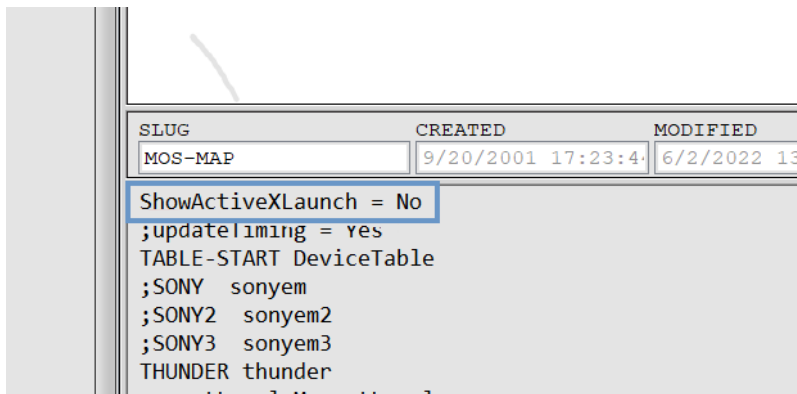 SLUG CREATED MODIFIED
MOS-MAP 9/20/2001 17:23:4 6/2/2022 13
ShowActiveXLaunch = No
;updateTiming = Yes
TABLE-START DeviceTable
;SONY sonyem
;SONY2 sonyem2
;SONY3 sonyem3
THUNDER thunder